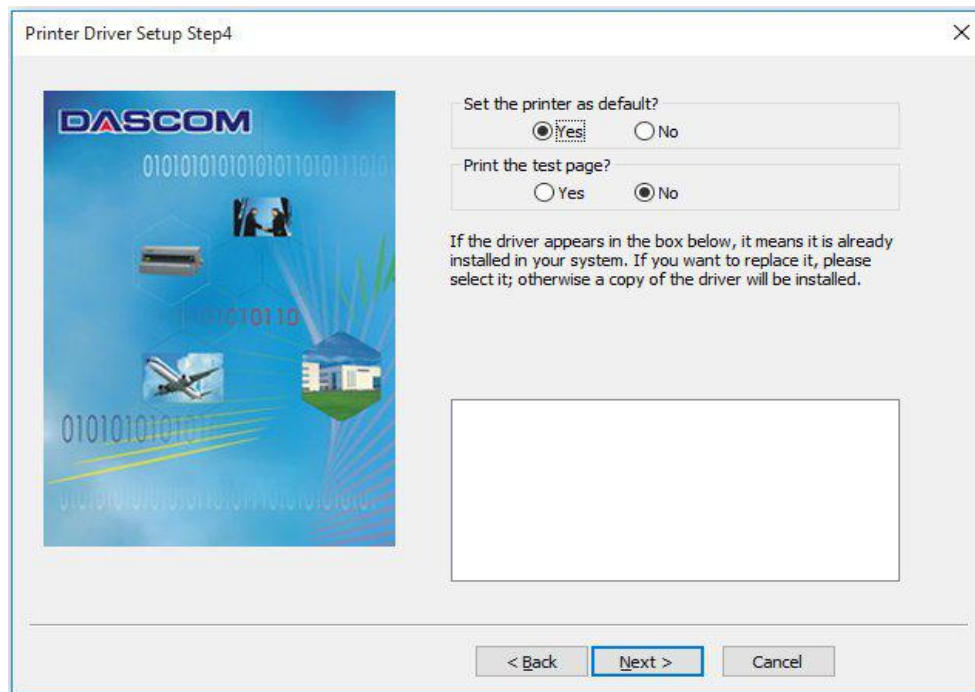 Printer Driver Setup Step4
DASCOM
Set the printer as default?
Yes No
Print the test page?
Yes No
If the driver appears in the box below, it means it is already
installed in your system. If you want to replace it, please
select it; otherwise a copy of the driver will be installed.
< Back Next > Cancel